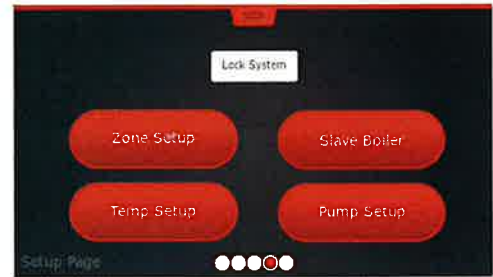 Lock System
Zone Setup
Slave Boiler
Temp Setup
Pump Setup
Setup Page